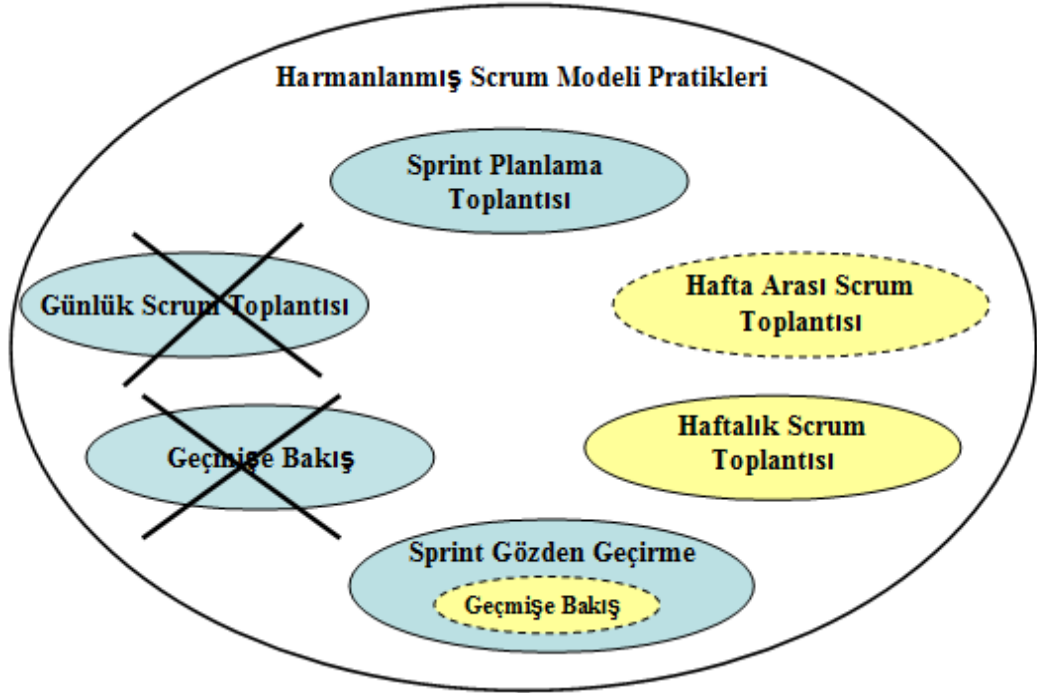 Harmanlanmış Scrum Modeli Pratikleri
Sprint Planlama
Toplantısı
Günlük Scrum Toplantısı
Hafta Arası Scrum
Toplantısı
Geçmişe Bakış
Haftalık Scrum
Toplantısı
Sprint Gözden Geçirme
Geçmişe Bakış